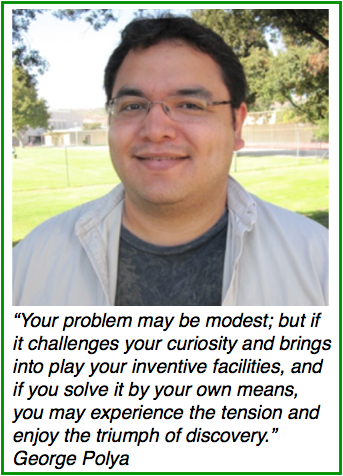 “Your problem may be modest; but if
it challenges your curiosity and brings
into play your inventive facilities, and
if you solve it by your own means,
you may experience the tension and
enjoy the triumph of discovery.”
George Polya